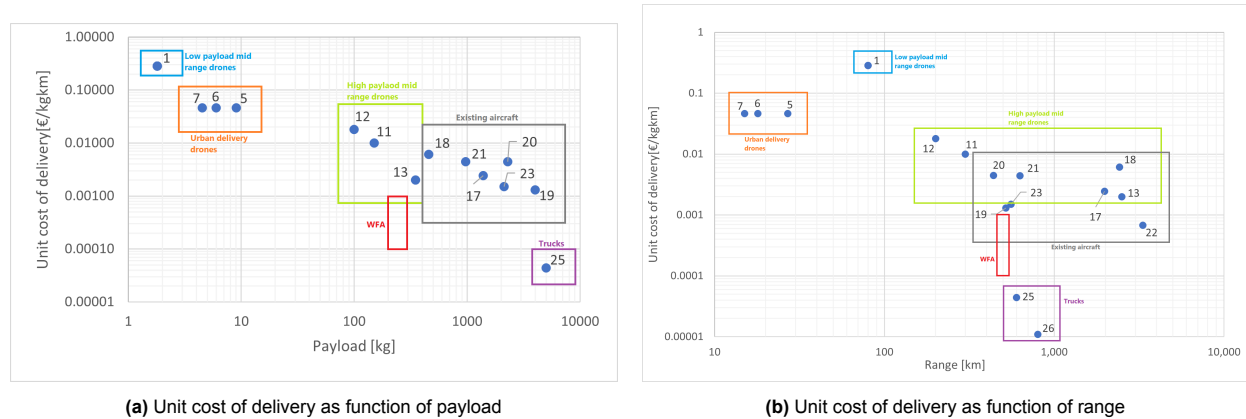 1.00000
0.10000
0.01000
0.00100
0.00010
0.00001
Unit cost of delivery[€/kgkm]
1
Low payload mid
range drones
7 6 5
Urban delivery
drones
High paylaod mid
range drones
12
11
13
Existing aircraft
18
21
20
17
23
19
WFA
Trucks
25
1 10 100 1000 10000
Payload [kg]
(a) Unit cost of delivery as function of payload
1
0.1
0.01
0.001
0.0001
0.00001
Unit cost of delivery[€/kgkm]
1
Low payload mid
range drones
7 6 5
Urban delivery
drones
High payload mid
range drones
12
11
20
21
18
19
23
17
13
22
Existing aircraft
WFA
25
Trucks
26
10 100 1,000 10,000
Range [km]
(b) Unit cost of delivery as function of range